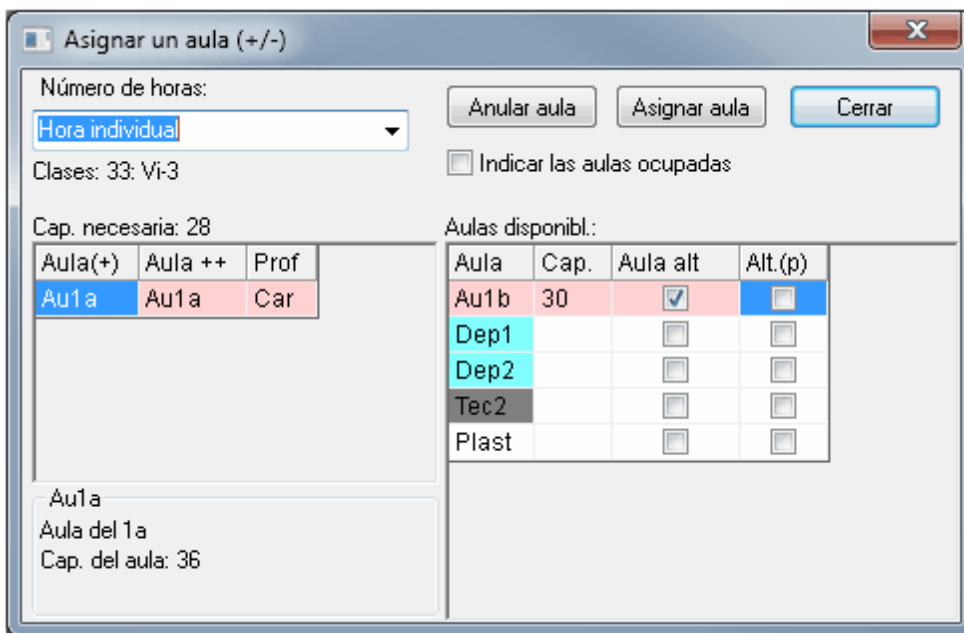 Asignar un aula (+/-)
Número de horas:
Hora individual
Clases: 33: Vi-3
Anular aula
Asignar aula
Cerrar
Indicar las aulas ocupadas
Cap. necesaria: 28
Aula(+) Aula ++ Prof
Au1a Au1a Car
Aulas disponibl.:
Aula Cap. Aula alt Alt.(p)
Au1b 30
Dep1
Dep2
Tec2
Plast
Au1a
Aula del 1a
Cap. del aula: 36